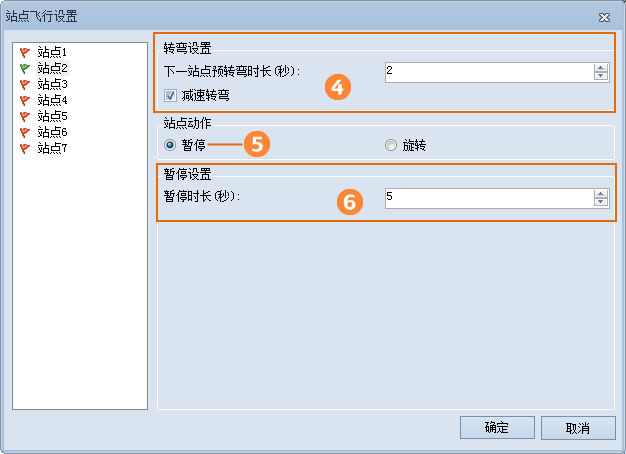 站点飞行设置
站点1
站点2
站点3
站点4
站点5
站点6
站点7
转弯设置
下一站点预转弯时长(秒): 2
减速转弯
4
站点动作
暂停 5 旋转
暂停设置
暂停时长(秒): 6 5
确定 取消